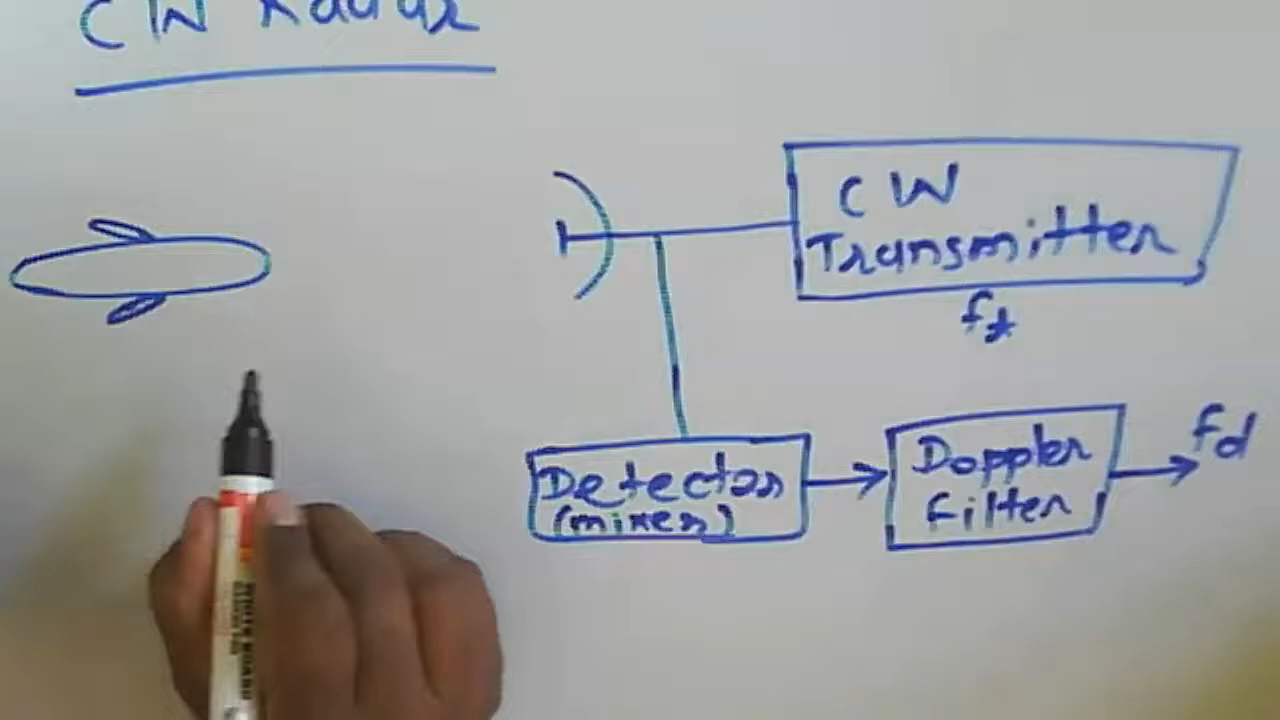 CW Radar
CW
Transmitter
ft
Detector
(mixer)
Doppler
filter
fd